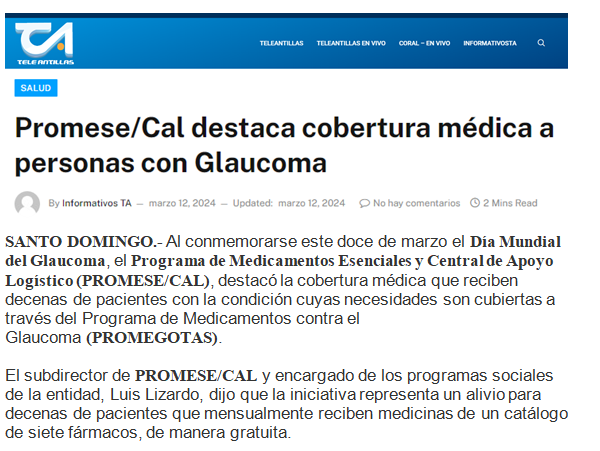 TA
TELEANTILLAS
TELEANTILLAS TELEANTILLAS EN VIVO CORAL – EN VIVO INFORMATIVOSTA
SALUD
Promese/Cal destaca cobertura médica a
personas con Glaucoma
By Informativos TA — marzo 12, 2024 — Updated: marzo 12, 2024 No hay comentarios 2 Mins Read
SANTO DOMINGO.- Al conmemorarse este doce de marzo el Día Mundial
del Glaucoma, el Programa de Medicamentos Esenciales y Central de Apoyo
Logístico (PROMESE/CAL), destacó la cobertura médica que reciben
decenas de pacientes con la condición cuyas necesidades son cubiertas a
través del Programa de Medicamentos contra el
Glaucoma (PROMEGOTAS).
El subdirector de PROMESE/CAL y encargado de los programas sociales
de la entidad, Luis Lizardo, dijo que la iniciativa representa un alivio para
decenas de pacientes que mensualmente reciben medicinas de un catálogo
de siete fármacos, de manera gratuita.